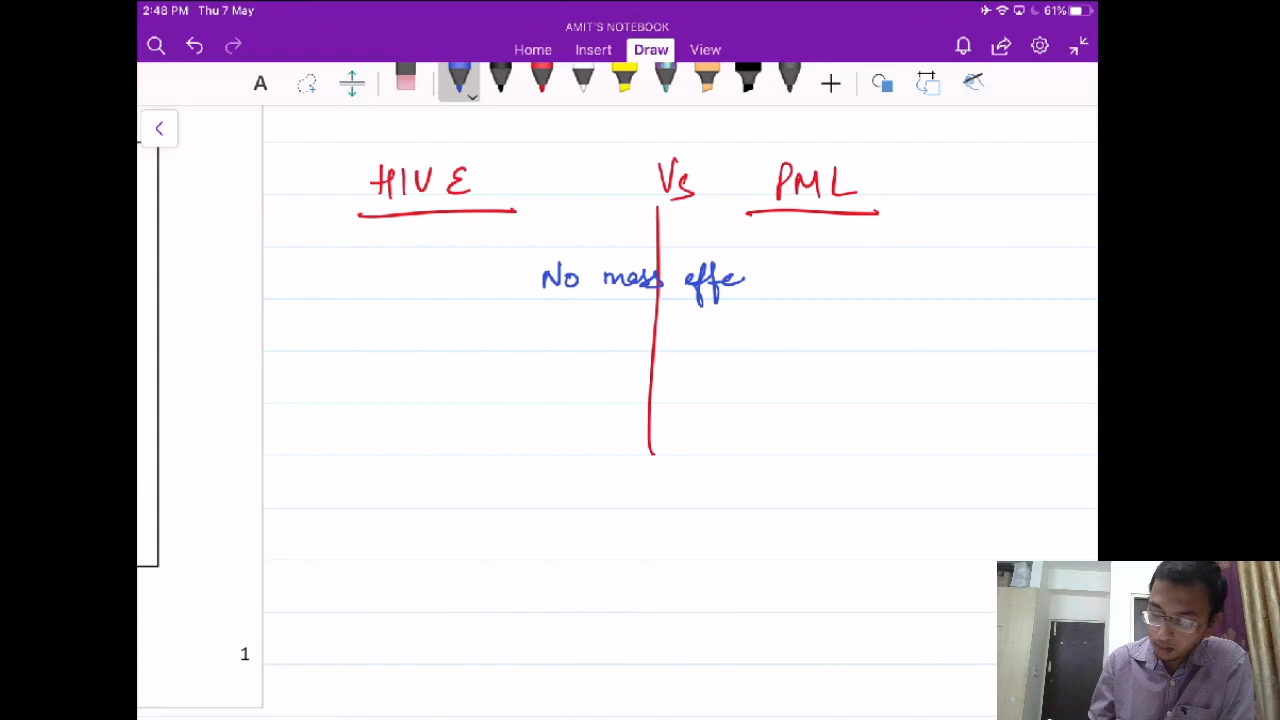 2:48 PM Thu 7 May 61%
AMIT'S NOTEBOOK
Home Insert Draw View
A
HIVE Vs PML
No mass effe
1